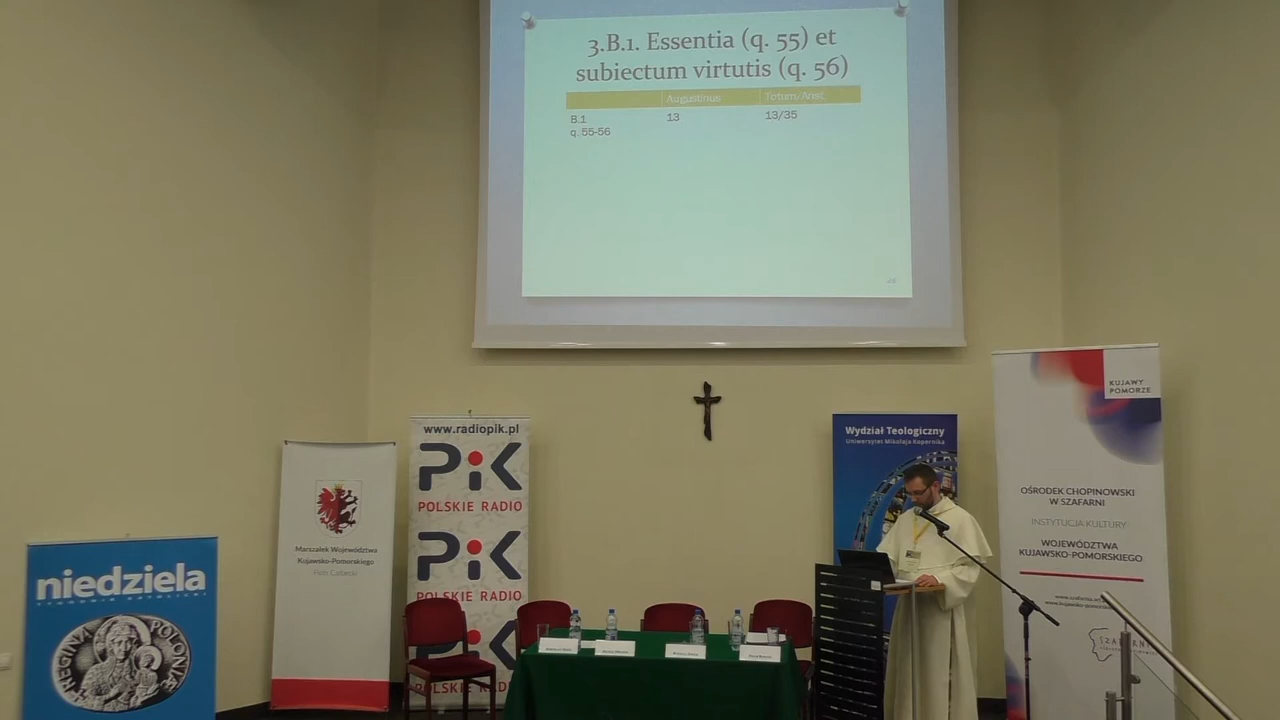 3.B.1. Essentia (q. 55) et
subiectum virtutis (q. 56)
Augustinus Totum/Arist.
B.1 13 13/35
q. 55-56
niedziela
REGINA POLONIÆ
Marszałek Województwa
Kujawsko-Pomorskiego
www.radiopik.pl
PiK
POLSKIE RADIO
PiK
POLSKIE RADIO
POLSKIE RADIO
Wydział Teologiczny
Uniwersytet Mikołaja Kopernika
KUJAWY
POMORZE
OŚRODEK CHOPINOWSKI
W SZAFARNI
INSTYTUCJA KULTURY
WOJEWÓDZTWA
KUJAWSKO-POMORSKIEGO